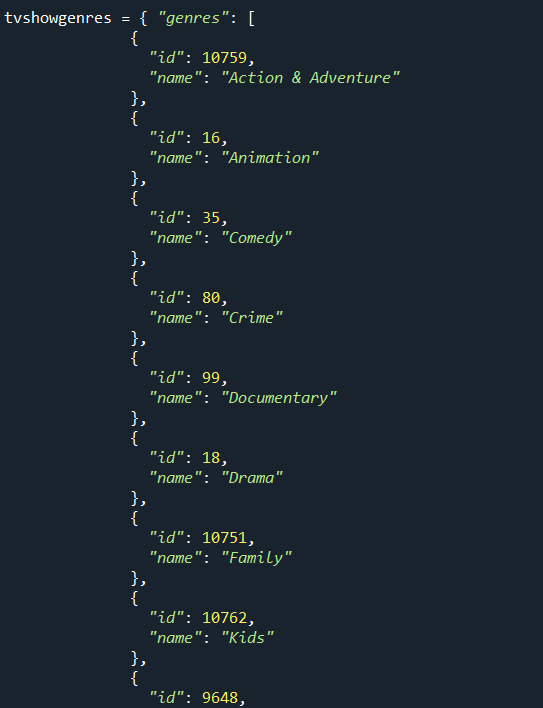 tvshowgenres = { "genres": [
{
"id": 10759,
"name": "Action & Adventure"
},
{
"id": 16,
"name": "Animation"
},
{
"id": 35,
"name": "Comedy"
},
{
"id": 80,
"name": "Crime"
},
{
"id": 99,
"name": "Documentary"
},
{
"id": 18,
"name": "Drama"
},
{
"id": 10751,
"name": "Family"
},
{
"id": 10762,
"name": "Kids"
},
{
"id": 9648,